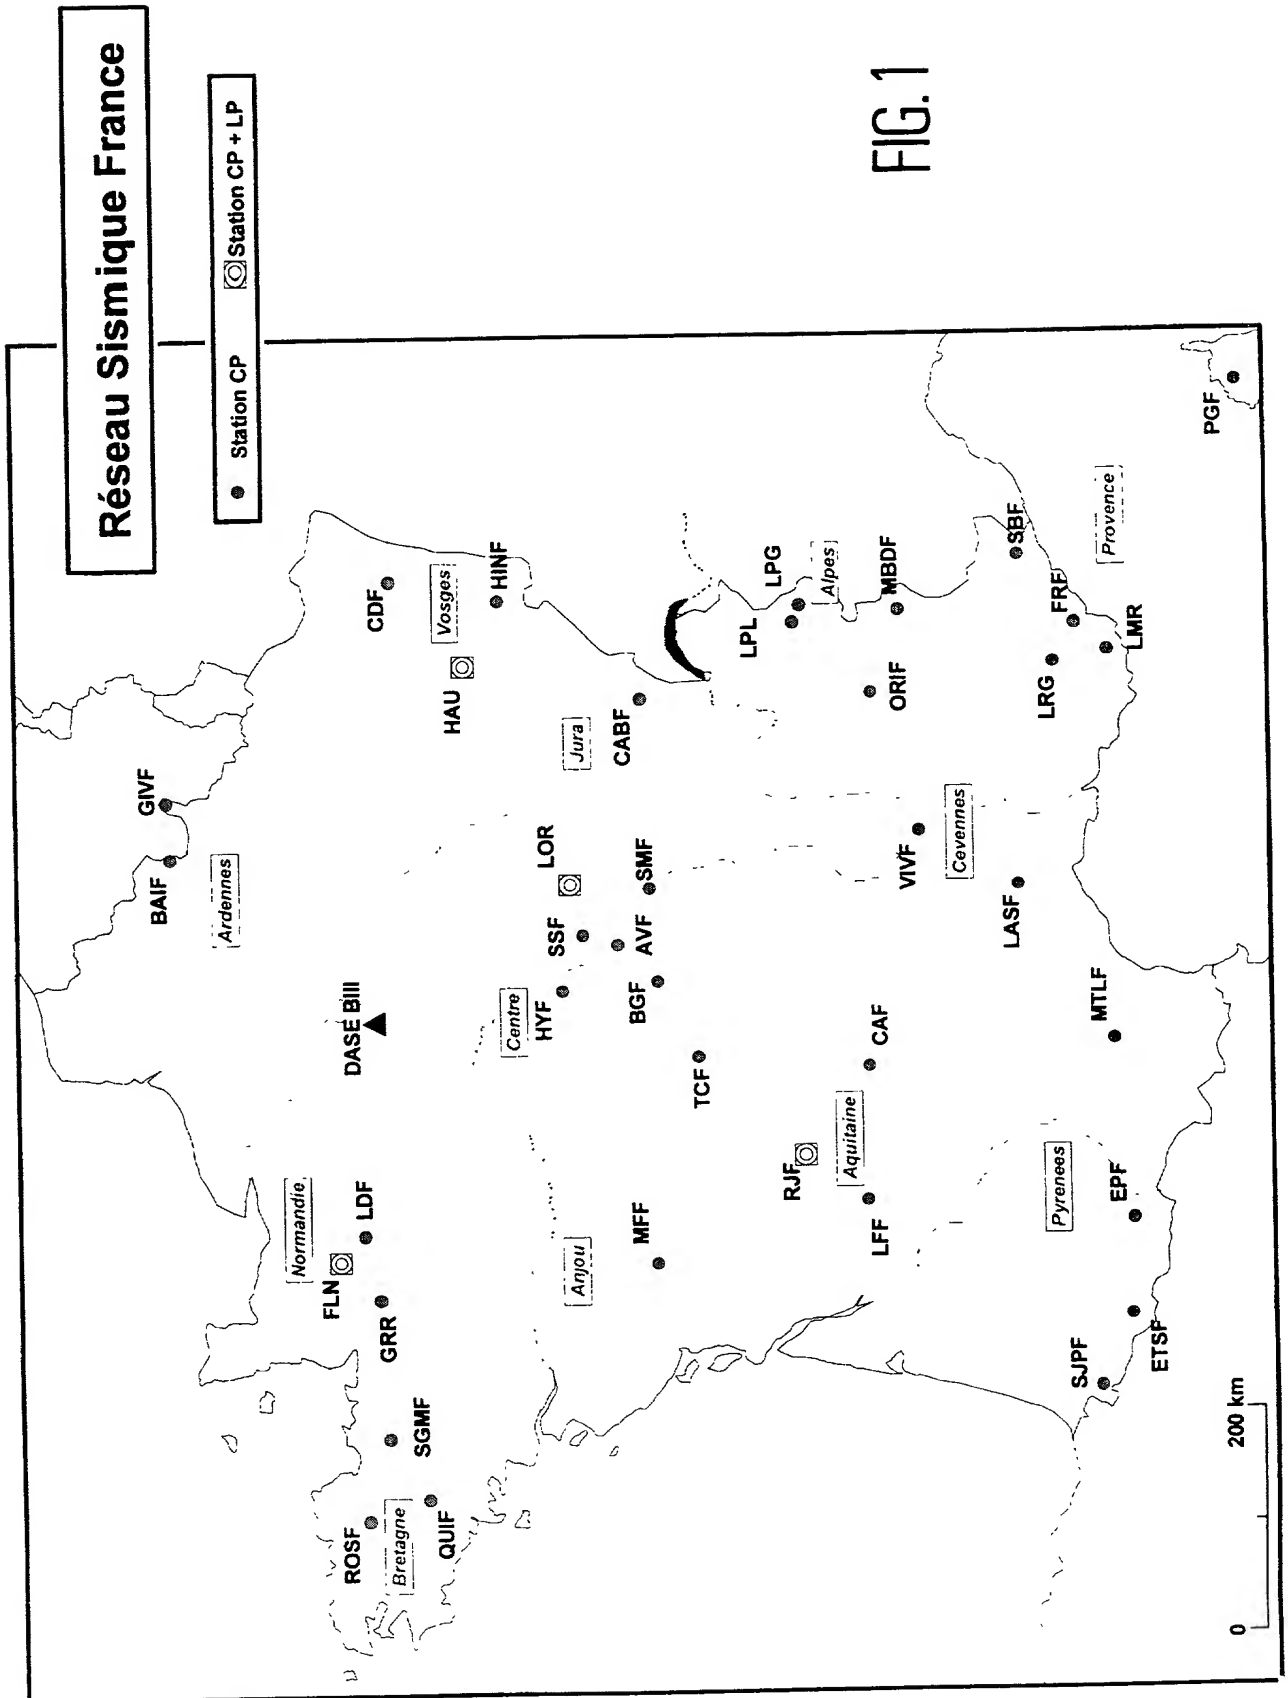 Réseau Sismique France
Station CP
Station CP + LP
FIG. 1
BAIF
GIVF
Ardennes
CDF
Vosges
HINF
HAU
DASE BIII
Normandie
FLN
LDF
GRR
SGMF
ROSF
Bretagne
QUIF
Centre
HYF
SSF
LOR
Jura
CABF
AVF
SMF
BGF
TCF
Anjou
MFF
LPL
LPG
Alpes
MBDF
ORIF
RJF
Aquitaine
CAF
LFF
VIVF
Cevennes
LASF
SBF
Provence
FRF
LRG
LMR
PGF
MTLF
Pyrenees
EPF
ETSF
SJPF
0
200 km